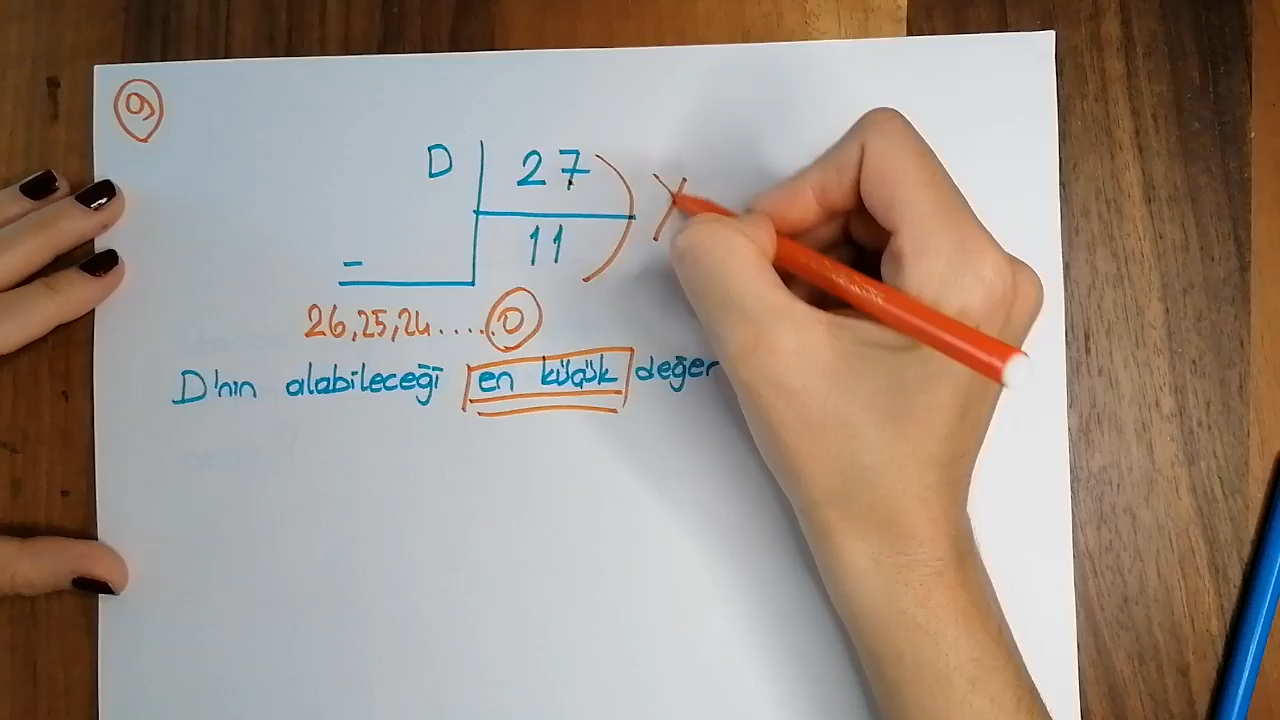 9
D 27
11
-
26,25,24.....0
D'nin alabileceği en küçük değer
X